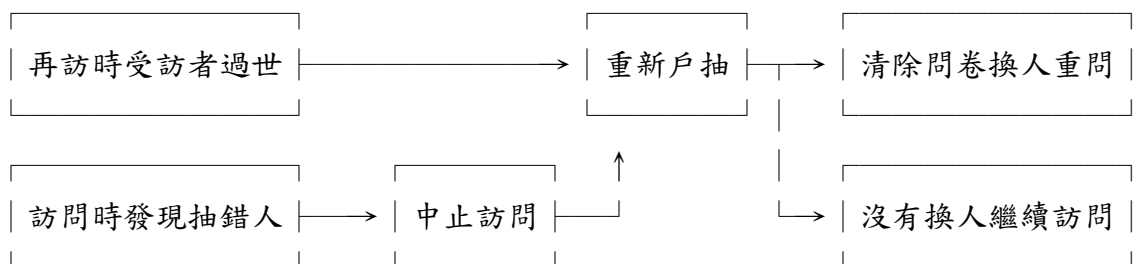 再訪時受訪者過世
重新戶抽
清除問卷換人重問
訪問時發現抽錯人
中止訪問
沒有換人繼續訪問